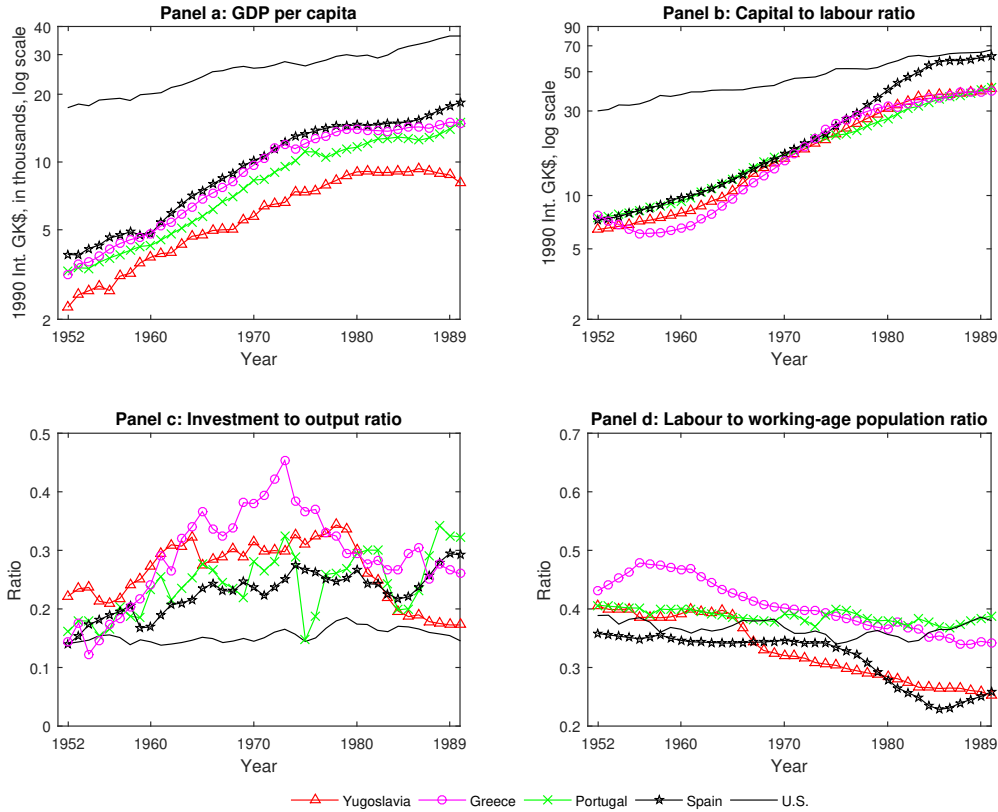 Panel a: GDP per capita
1990 Int. GK$, in thousands, log scale
40
30
20
10
5
2
1952 1960 1970 1980 1989
Year
Panel b: Capital to labour ratio
1990 Int. GK$, log scale
90
70
50
30
10
5
2
1952 1960 1970 1980 1989
Year
Panel c: Investment to output ratio
Ratio
0.5
0.4
0.3
0.2
0.1
0
1952 1960 1970 1980 1989
Year
Panel d: Labour to working-age population ratio
Ratio
0.7
0.6
0.5
0.4
0.3
0.2
1952 1960 1970 1980 1989
Year
Yugoslavia Greece Portugal Spain U.S.